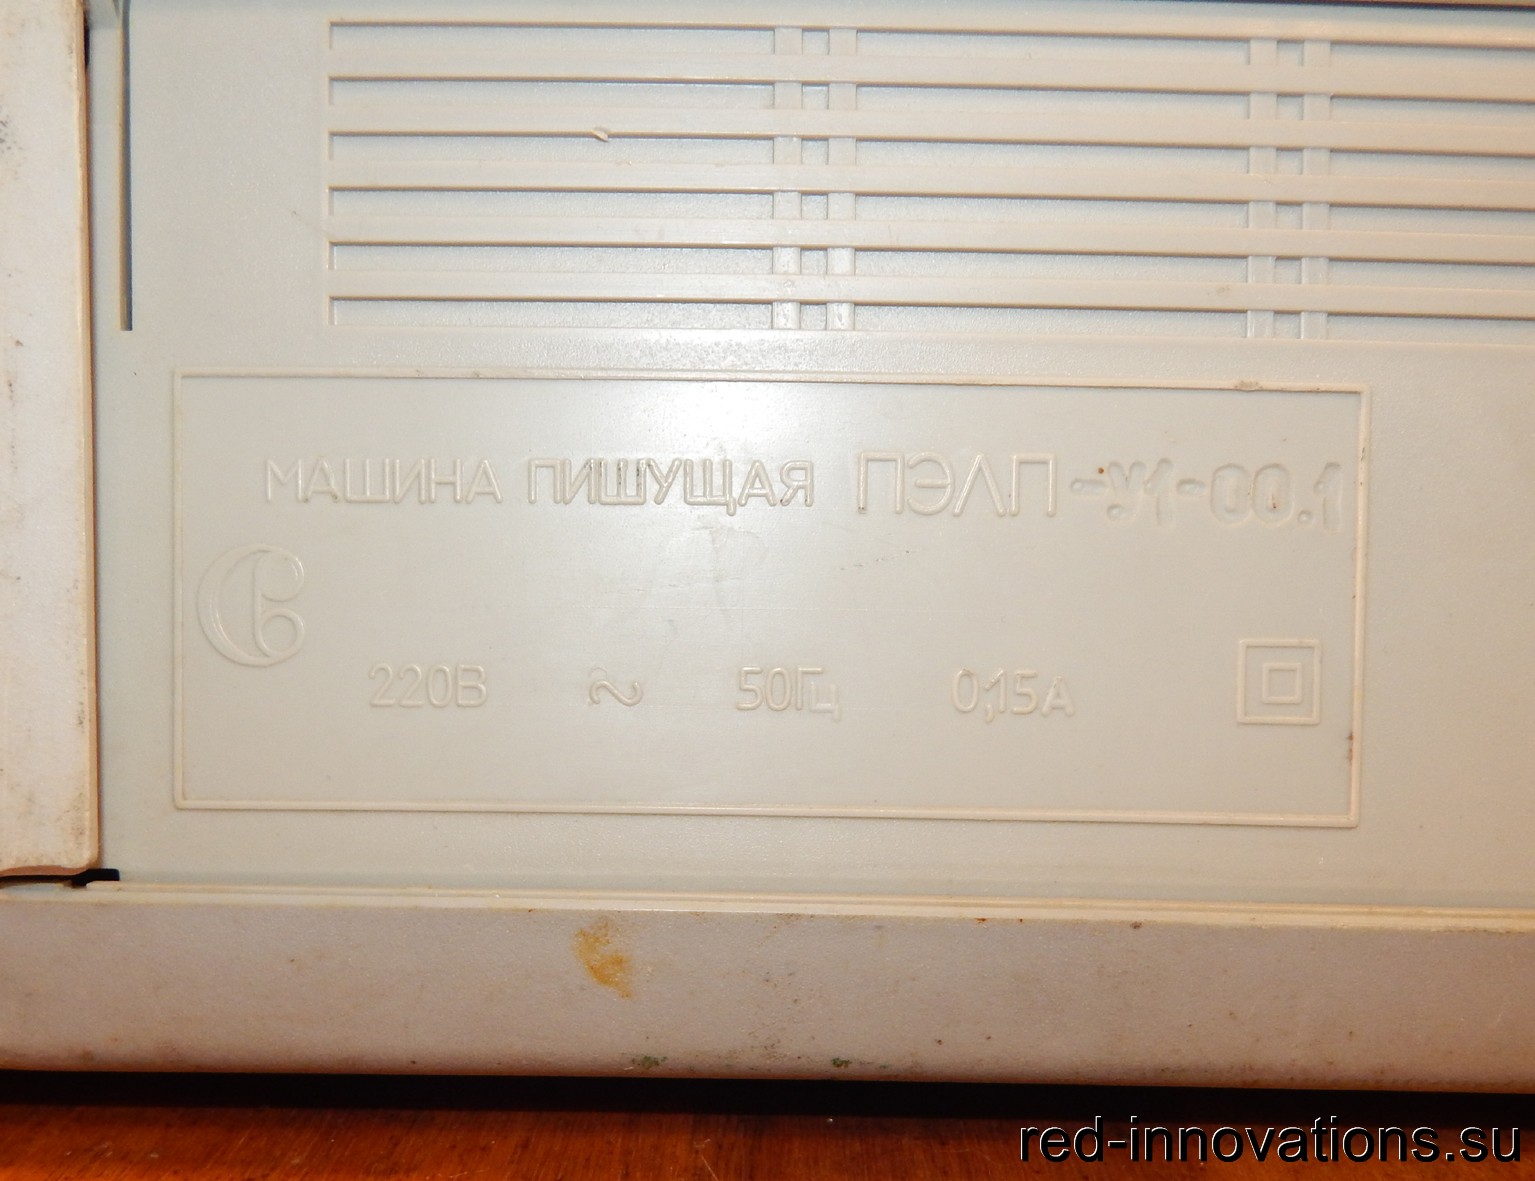 МАШИНА ПИШУЩАЯ ПЭЛП-У1-00.1
220В ~ 50Гц 0,15А
red-innovations.su